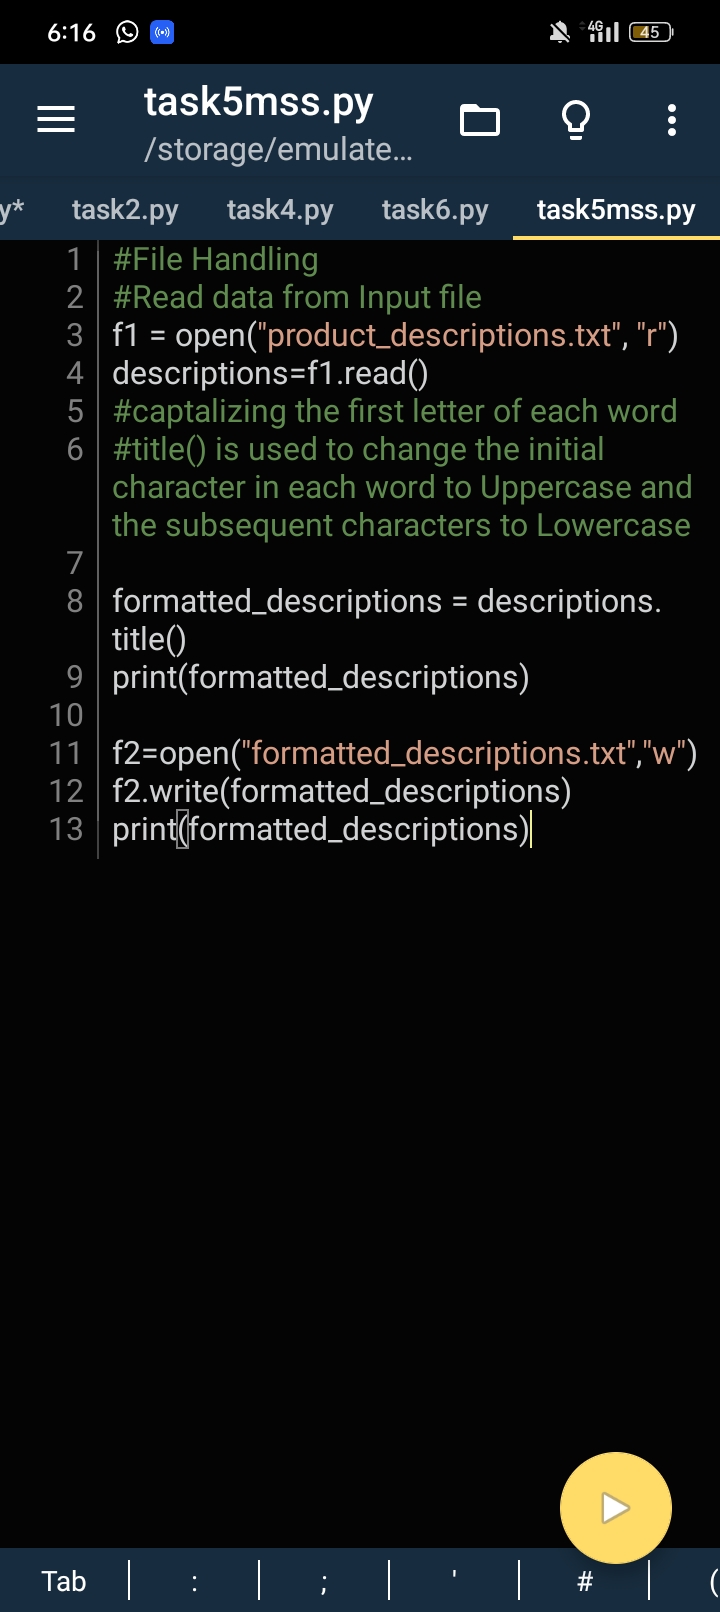 6:16
4G
45
task5mss.py
/storage/emulate...
y*
task2.py
task4.py
task6.py
task5mss.py
1 #File Handling
2 #Read data from Input file
3 f1 = open("product_descriptions.txt", "r")
4 descriptions=f1.read()
5 #captalizing the first letter of each word
6 #title() is used to change the initial
character in each word to Uppercase and
the subsequent characters to Lowercase
7
8 formatted_descriptions = descriptions.
title()
9 print(formatted_descriptions)
10
11 f2=open("formatted_descriptions.txt","w")
12 f2.write(formatted_descriptions)
13 print(formatted_descriptions)
Tab : ; ' # (